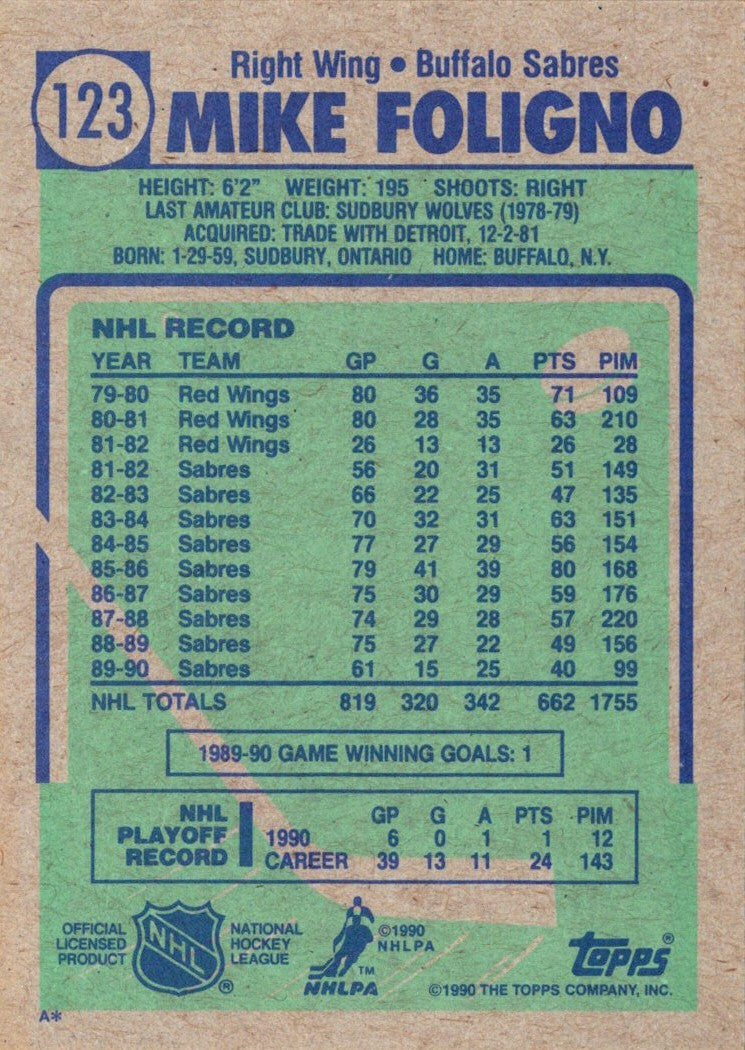 123
Right Wing • Buffalo Sabres
MIKE FOLIGNO
HEIGHT: 6'2" WEIGHT: 195 SHOOTS: RIGHT
LAST AMATEUR CLUB: SUDBURY WOLVES (1978-79)
ACQUIRED: TRADE WITH DETROIT, 12-2-81
BORN: 1-29-59, SUDBURY, ONTARIO HOME: BUFFALO, N.Y.
NHL RECORD
YEAR TEAM GP G A PTS PIM
79-80 Red Wings 80 36 35 71 109
80-81 Red Wings 80 28 35 63 210
81-82 Red Wings 26 13 13 26 28
81-82 Sabres 56 20 31 51 149
82-83 Sabres 66 22 25 47 135
83-84 Sabres 70 32 31 63 151
84-85 Sabres 77 27 29 56 154
85-86 Sabres 79 41 39 80 168
86-87 Sabres 75 30 29 59 176
87-88 Sabres 74 29 28 57 220
88-89 Sabres 75 27 22 49 156
89-90 Sabres 61 15 25 40 99
NHL TOTALS 819 320 342 662 1755
1989-90 GAME WINNING GOALS: 1
NHL PLAYOFF RECORD
GP G A PTS PIM
1990 6 0 1 1 12
CAREER 39 13 11 24 143
OFFICIAL LICENSED PRODUCT
NHL ®
NATIONAL HOCKEY LEAGUE
©1990 NHLPA
NHLPA TM
Topps®
©1990 THE TOPPS COMPANY, INC.
A*